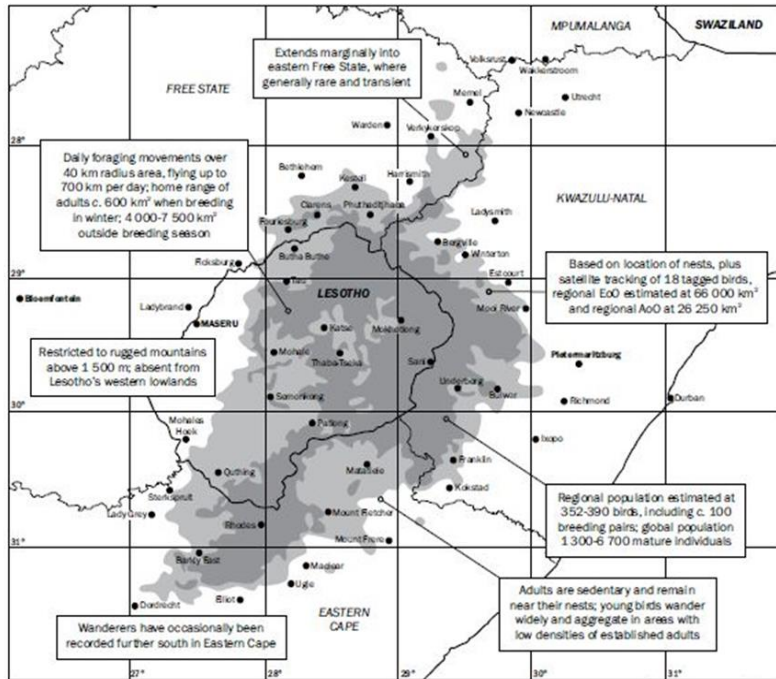 MPUMALANGA
SWAZILAND
Extends marginally into
eastern Free State, where
generally rare and transient
Volksrust
Wakkerstroom
FREE STATE
Memel
Utrecht
Newcastle
Warden
Verkykerskop
28°
28°
Daily foraging movements over
40 km radius area, flying up to
700 km per day; home range of
adults c. 600 km² when breeding
in winter; 4 000-7 500 km²
outside breeding season
Bethlehem
Kestell
Harrismith
KWAZULU-NATAL
Clarens
Phuthaditjhaba
Ladysmith
Fouriesburg
Bergville
Butha Buthe
Winterton
Ficksburg
29°
29°
Based on location of nests, plus
satellite tracking of 18 tagged birds,
regional EoO estimated at 66 000 km²
and regional AoO at 26 250 km²
Estcourt
LESOTHO
Bloemfontein
Ladybrand
Mooi River
MASERU
Katse
Mokhotlong
Restricted to rugged mountains
above 1 500 m; absent from
Lesotho's western lowlands
Mohale
Thaba-Tseka
Sani
Pietermaritzburg
Underberg
Bulwer
Semonkong
Richmond
Durban
30°
30°
Mohales
Hoek
Patlong
Ixopo
Quthing
Matatiele
Franklin
Kokstad
Sterkspruit
Regional population estimated at
352-390 birds, including c. 100
breeding pairs; global population
1 300-6 700 mature individuals
Lady Grey
Rhodes
Mount Fletcher
Mount Frere
31°
31°
Barkly East
Maclear
Ugie
Dordrecht
Elliot
EASTERN
CAPE
Adults are sedentary and remain
near their nests; young birds wander
widely and aggregate in areas with
low densities of established adults
Wanderers have occasionally been
recorded further south in Eastern Cape
27°
28°
29°
30°
31°